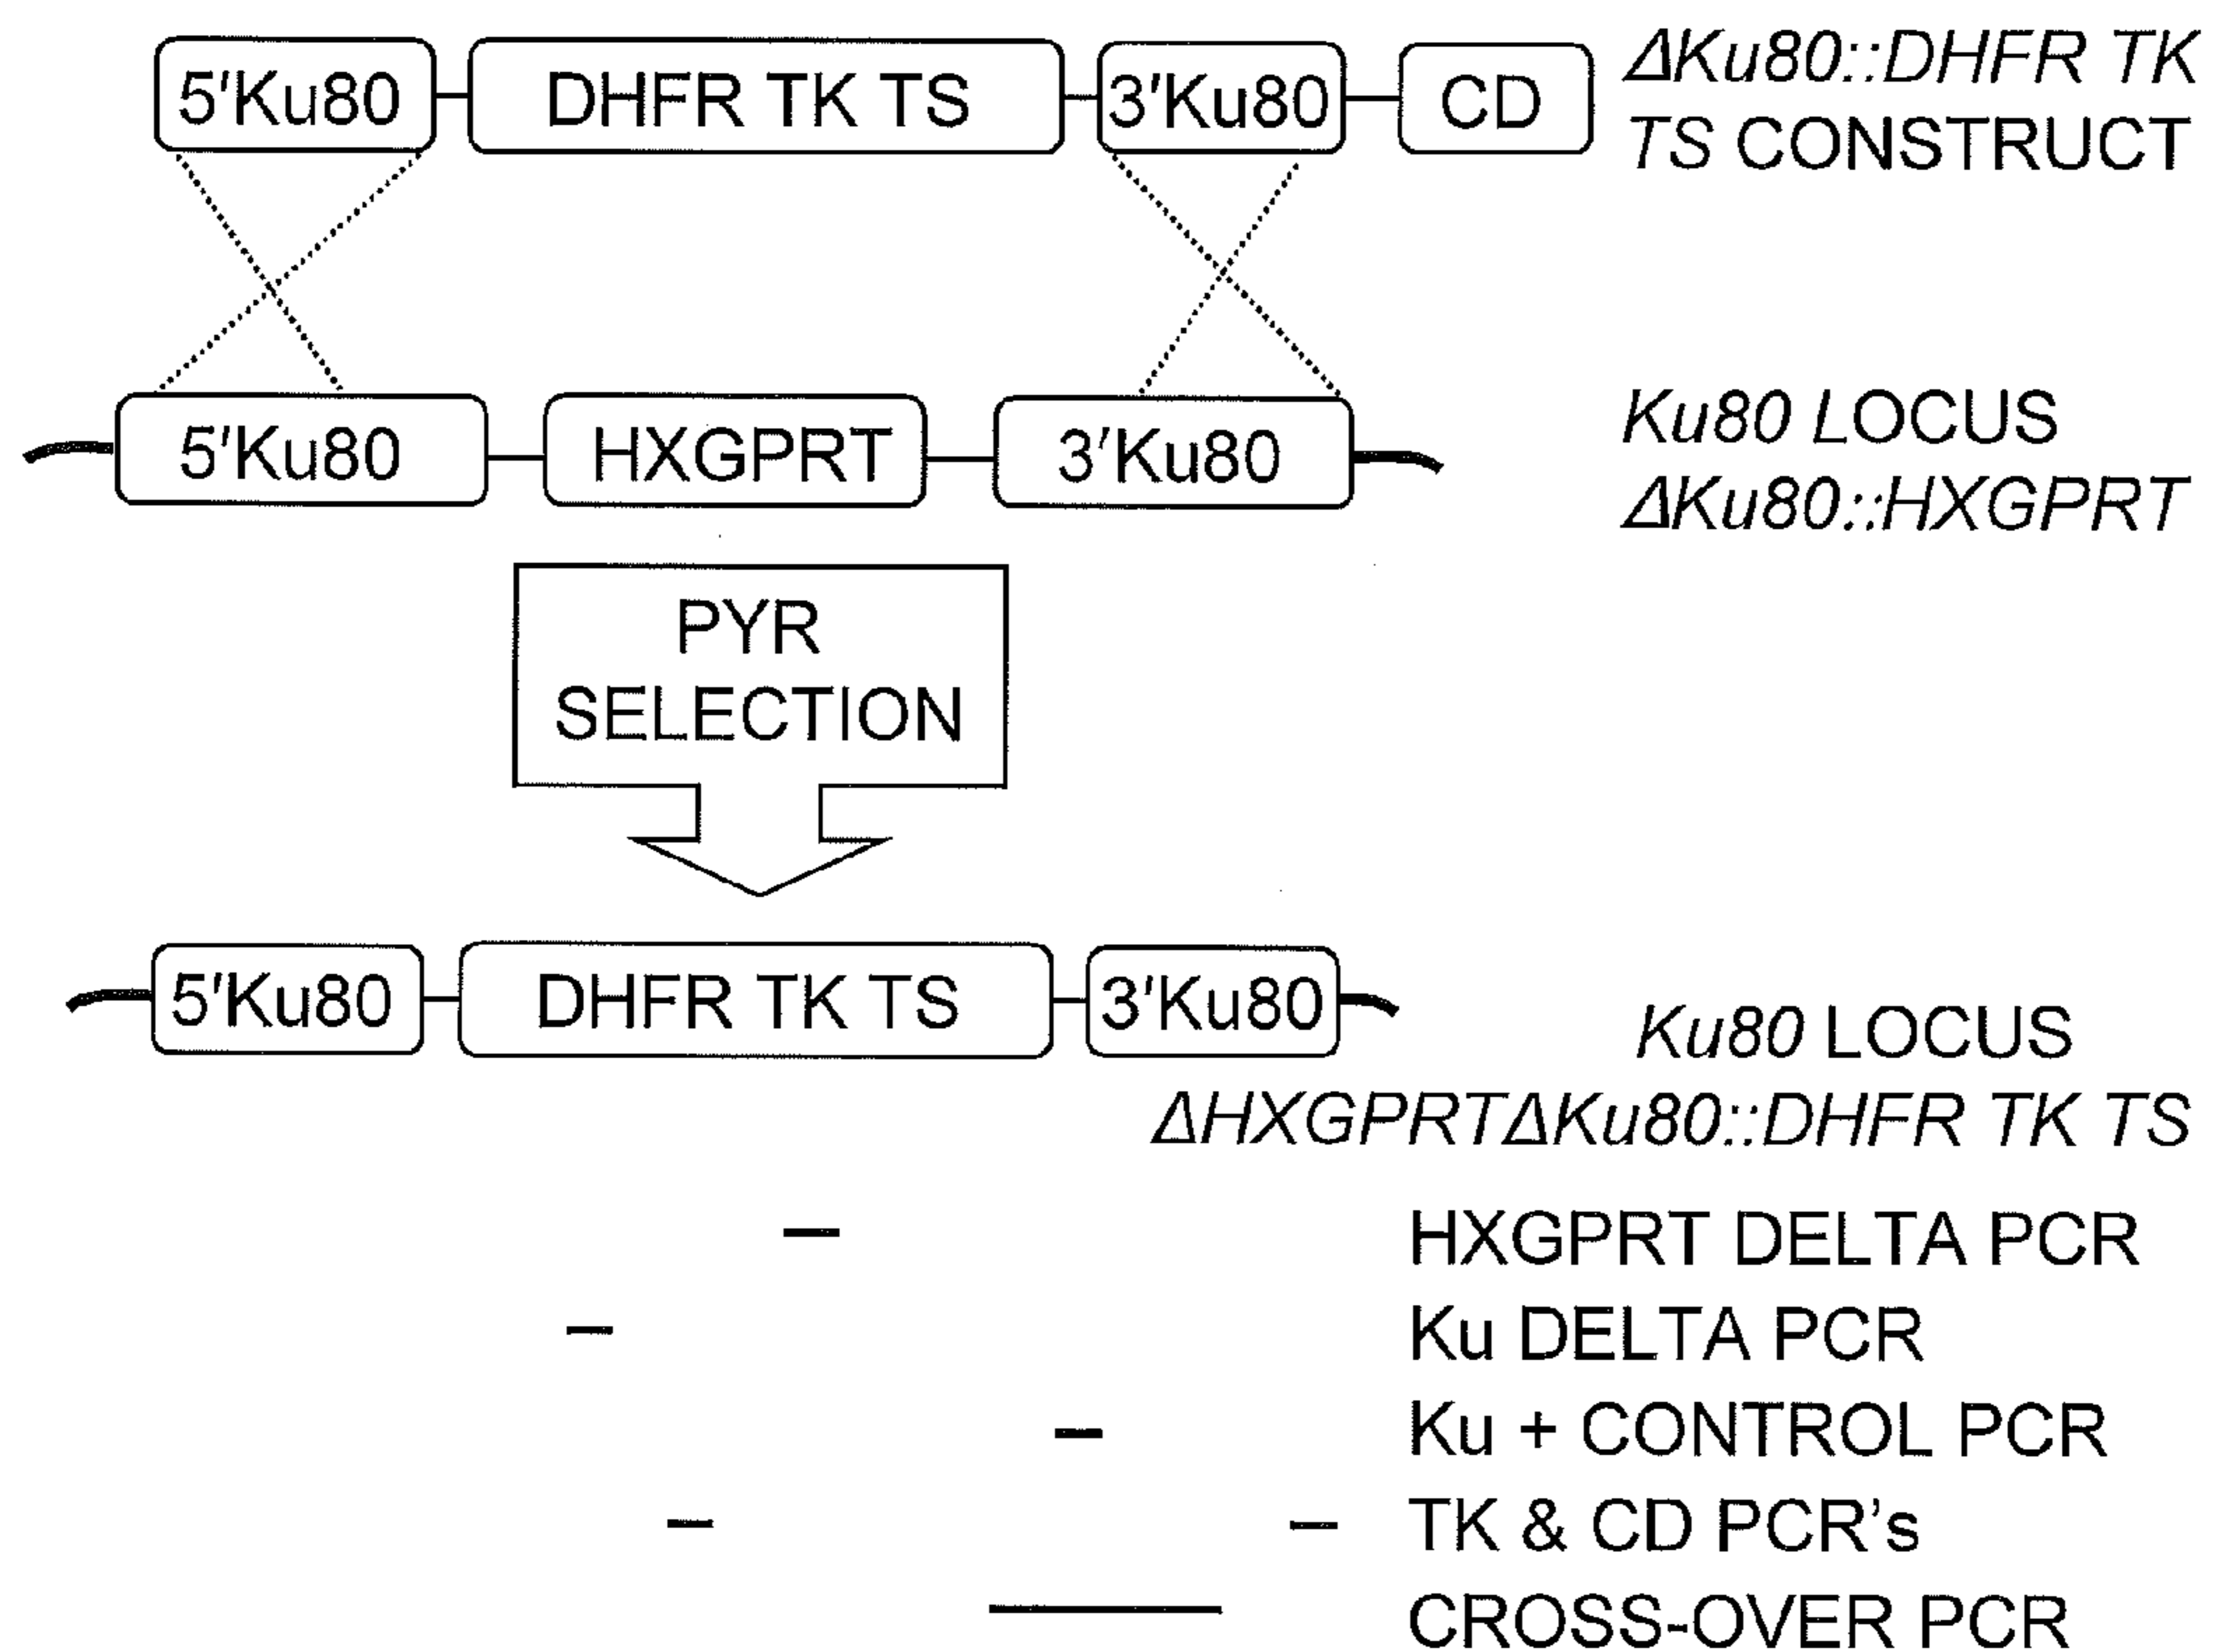 5'Ku80 DHFR TK TS 3'Ku80 CD ΔKu80::DHFR TK
TS CONSTRUCT
5'Ku80 HXGPRT 3'Ku80 Ku80 LOCUS
ΔKu80::HXGPRT
PYR
SELECTION
5'Ku80 DHFR TK TS 3'Ku80
Ku80 LOCUS
ΔHXGPRTΔKu80::DHFR TK TS
HXGPRT DELTA PCR
Ku DELTA PCR
Ku + CONTROL PCR
TK & CD PCR's
CROSS-OVER PCR